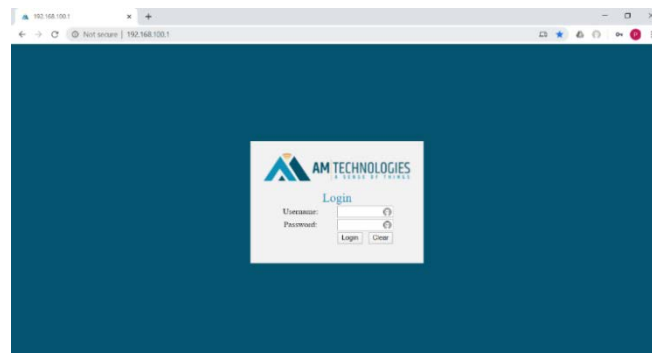 192.168.100.1
Not secure | 192.168.100.1
AM TECHNOLOGIES
A SENSE OF THINGS
Login
Username:
Password:
Login Clear